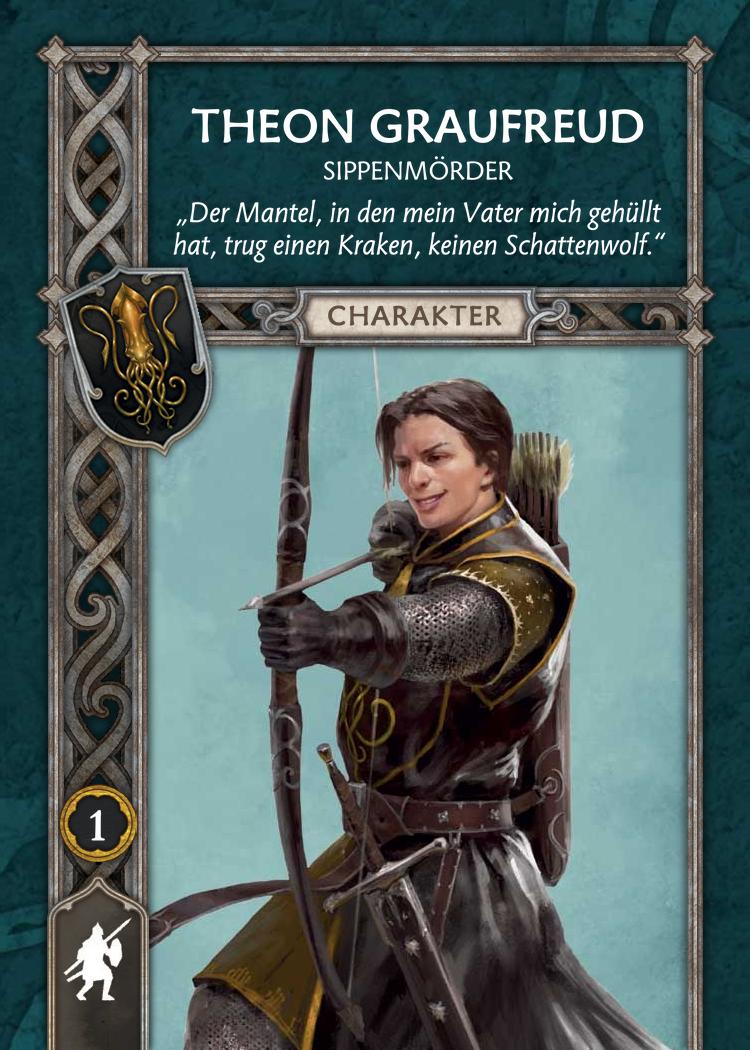 THEON GRAUFREUD
SIPPENMÖRDER
„Der Mantel, in den mein Vater mich gehüllt
hat, trug einen Kraken, keinen Schattenwolf.“
CHARAKTER
1